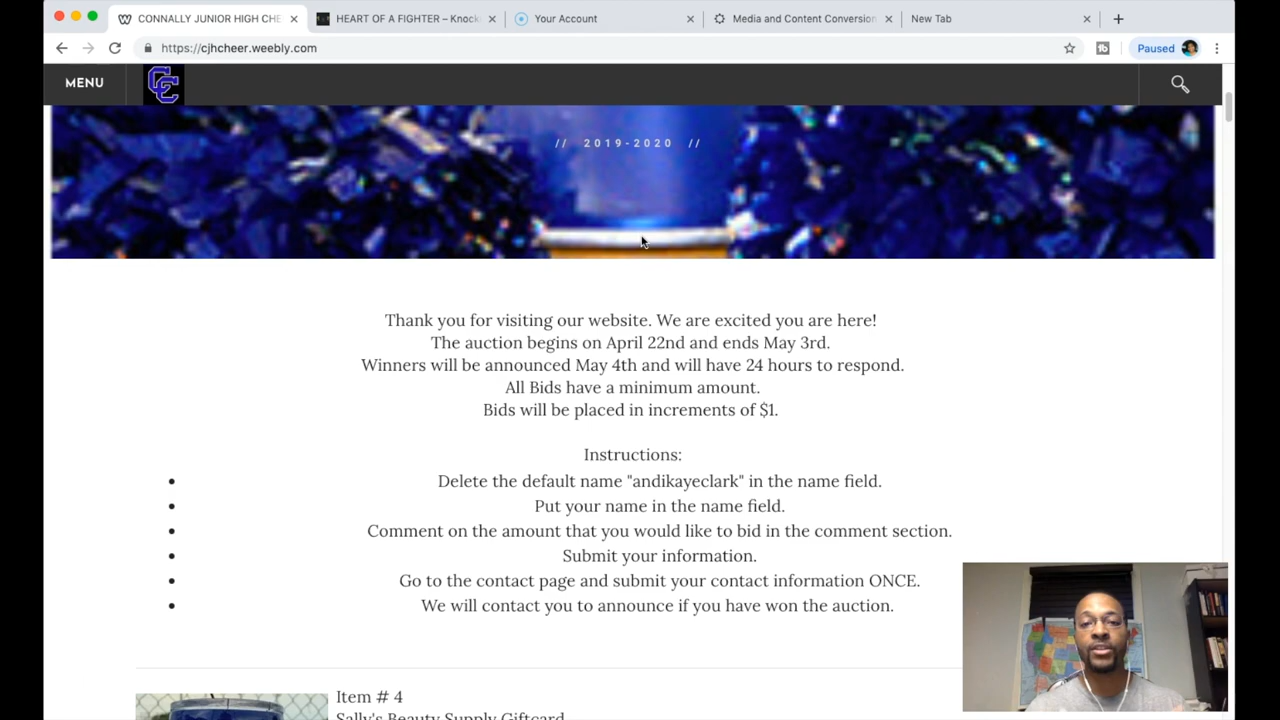 CONNALLY JUNIOR HIGH CHE
HEART OF A FIGHTER – Knock
Your Account
Media and Content Conversion
New Tab
https://cjhcheer.weebly.com
Paused
MENU
CC
// 2019-2020 //
Thank you for visiting our website. We are excited you are here!
The auction begins on April 22nd and ends May 3rd.
Winners will be announced May 4th and will have 24 hours to respond.
All Bids have a minimum amount.
Bids will be placed in increments of $1.
Instructions:
Delete the default name "andikayeclark" in the name field.
Put your name in the name field.
Comment on the amount that you would like to bid in the comment section.
Submit your information.
Go to the contact page and submit your contact information ONCE.
We will contact you to announce if you have won the auction.
Item # 4
Sally's Beauty Supply Giftcard